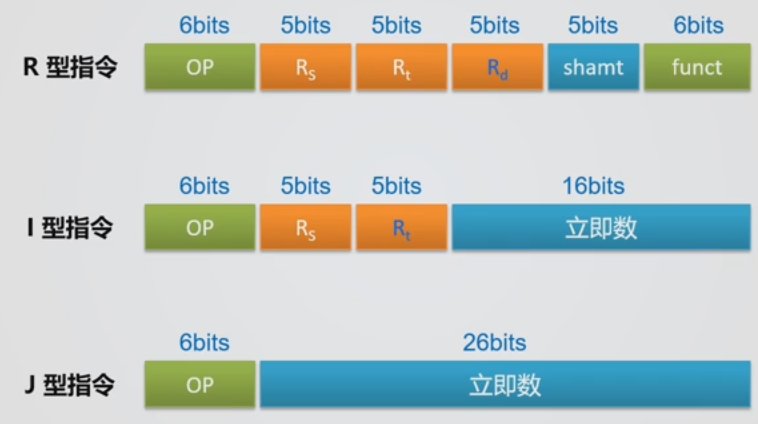 6bits 5bits 5bits 5bits 5bits 6bits
R 型指令 OP Rs Rt Rd shamt funct
6bits 5bits 5bits 16bits
I 型指令 OP Rs Rt 立即数
6bits 26bits
J 型指令 OP 立即数